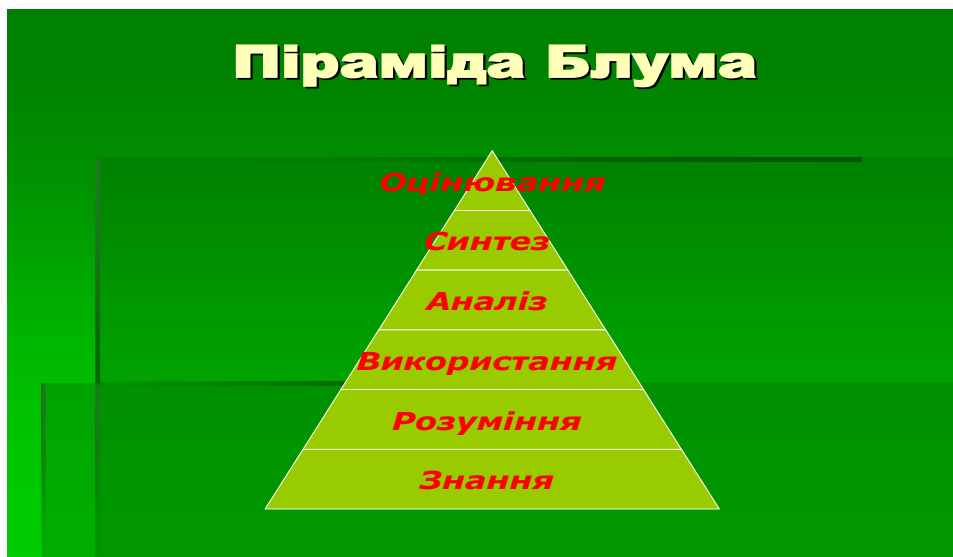 Піраміда Блума
Оцінювання
Синтез
Аналіз
Використання
Розуміння
Знання